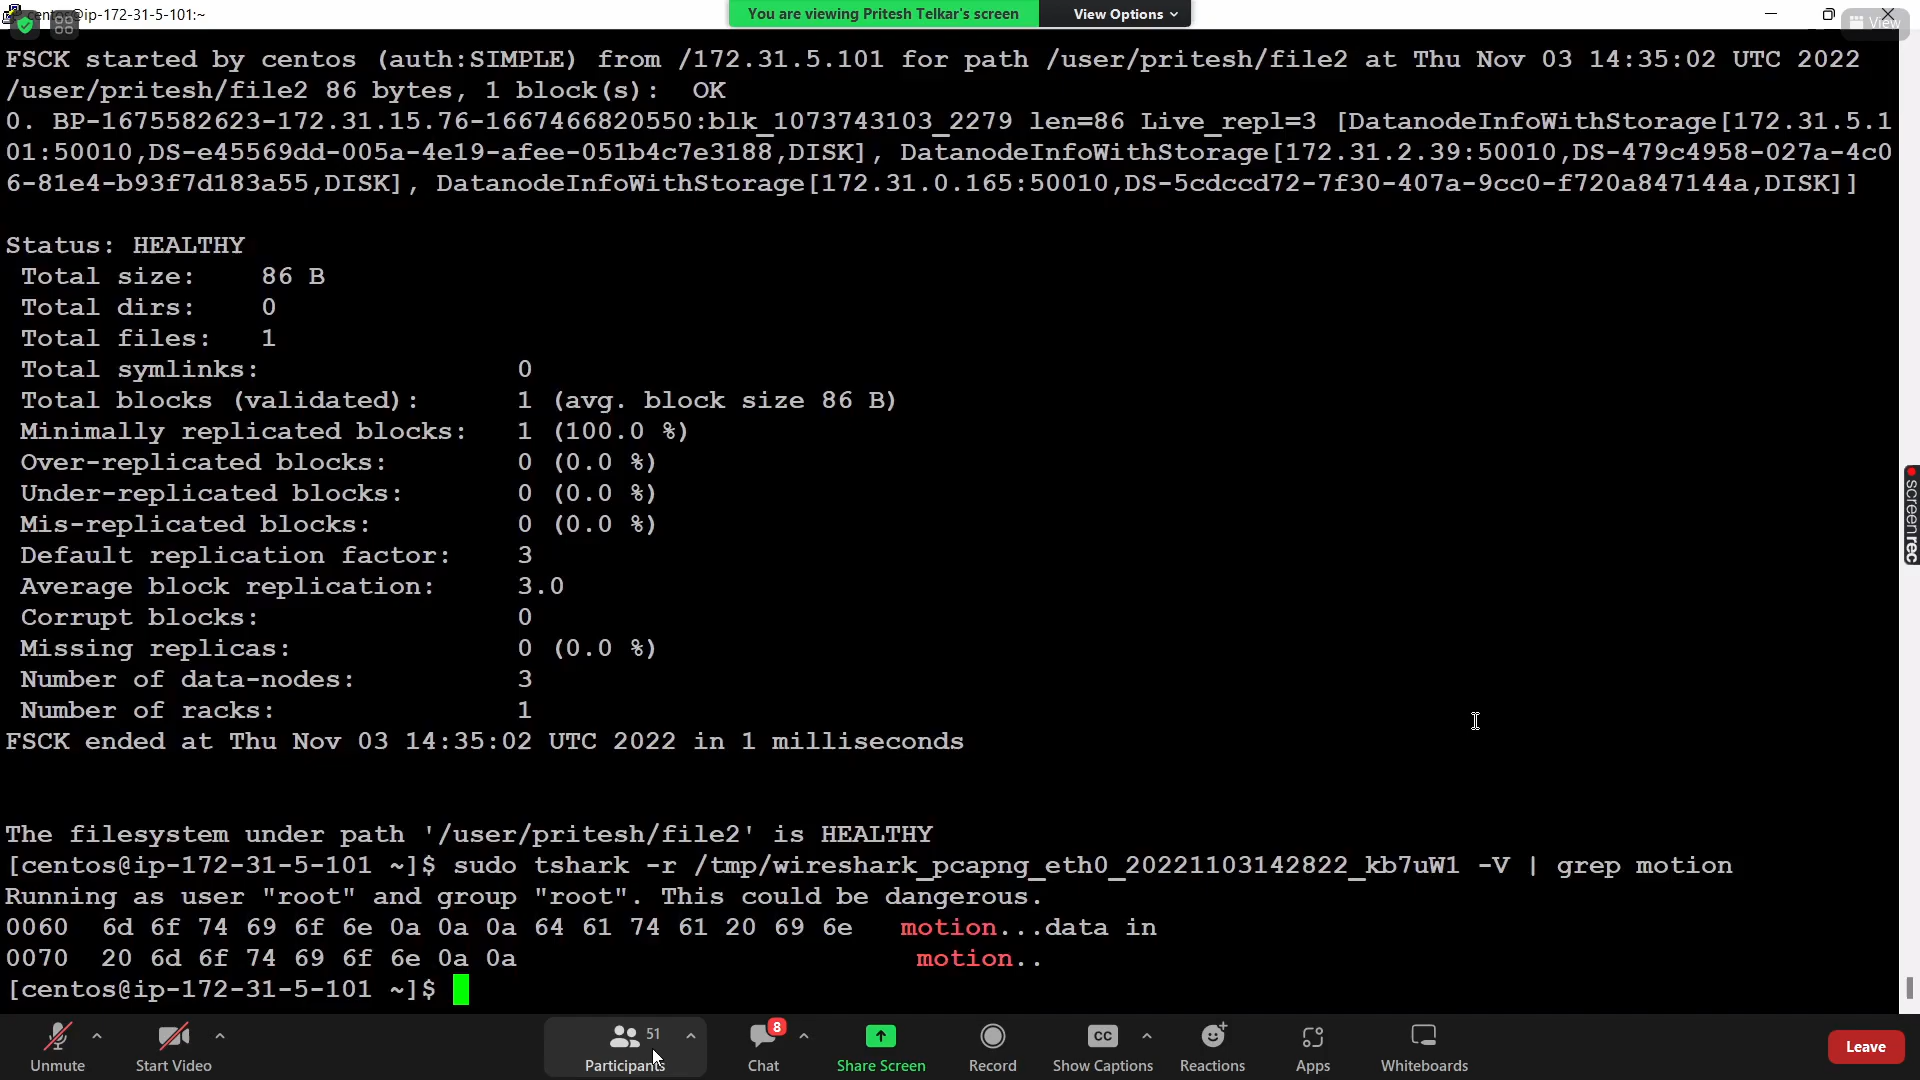 centos@ip-172-31-5-101:~
You are viewing Pritesh Telkar's screen
View Options
View
FSCK started by centos (auth:SIMPLE) from /172.31.5.101 for path /user/pritesh/file2 at Thu Nov 03 14:35:02 UTC 2022
/user/pritesh/file2 86 bytes, 1 block(s):  OK
0. BP-1675582623-172.31.15.76-1667466820550:blk_1073743103_2279 len=86 Live_repl=3 [DatanodeInfoWithStorage[172.31.5.1
01:50010,DS-e45569dd-005a-4e19-afee-051b4c7e3188,DISK], DatanodeInfoWithStorage[172.31.2.39:50010,DS-479c4958-027a-4c0
6-81e4-b93f7d183a55,DISK], DatanodeInfoWithStorage[172.31.0.165:50010,DS-5cdccd72-7f30-407a-9cc0-f720a847144a,DISK]]
Status: HEALTHY
Total size:    86 B
Total dirs:    0
Total files:   1
Total symlinks:                0
Total blocks (validated):      1 (avg. block size 86 B)
Minimally replicated blocks:   1 (100.0 %)
Over-replicated blocks:        0 (0.0 %)
Under-replicated blocks:       0 (0.0 %)
Mis-replicated blocks:         0 (0.0 %)
Default replication factor:    3
Average block replication:     3.0
Corrupt blocks:                0
Missing replicas:              0 (0.0 %)
Number of data-nodes:          3
Number of racks:               1
FSCK ended at Thu Nov 03 14:35:02 UTC 2022 in 1 milliseconds
The filesystem under path '/user/pritesh/file2' is HEALTHY
[centos@ip-172-31-5-101 ~]$ sudo tshark -r /tmp/wireshark_pcapng_eth0_20221103142822_kb7uW1 -V | grep motion
Running as user "root" and group "root". This could be dangerous.
0060  6d 6f 74 69 6f 6e 0a 0a 0a 64 61 74 61 20 69 6e   motion...data in
0070  20 6d 6f 74 69 6f 6e 0a 0a                         motion..
[centos@ip-172-31-5-101 ~]$
screenrec
Unmute
Start Video
51
Participants
8
Chat
Share Screen
Record
CC
Show Captions
Reactions
Apps
Whiteboards
Leave